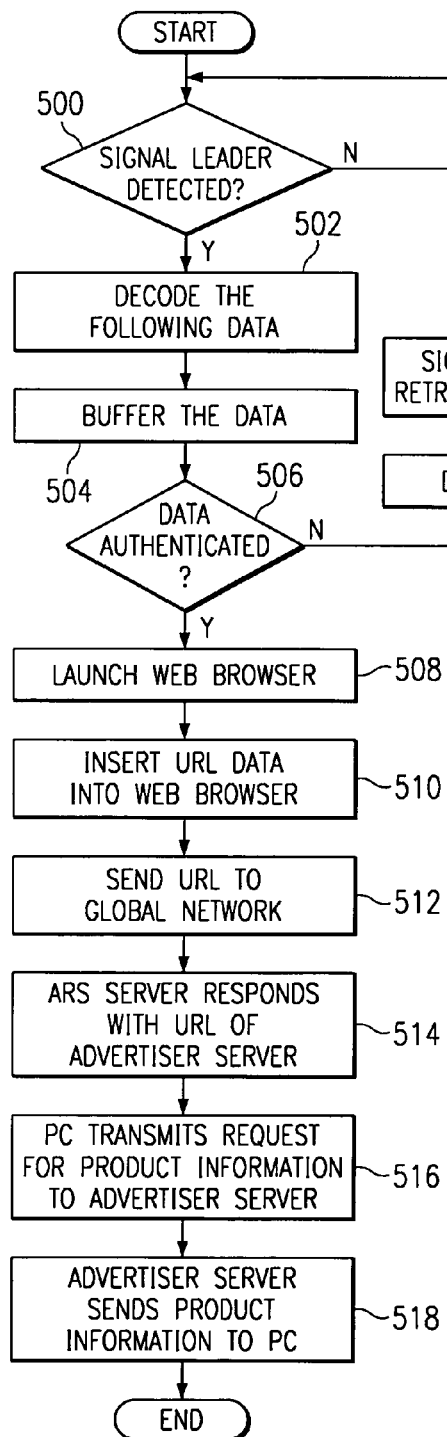 START
500
SIGNAL LEADER
DETECTED?
N
Y
502
DECODE THE
FOLLOWING DATA
BUFFER THE DATA
504
506
DATA
AUTHENTICATED
?
N
Y
LAUNCH WEB BROWSER
508
INSERT URL DATA
INTO WEB BROWSER
510
SEND URL TO
GLOBAL NETWORK
512
ARS SERVER RESPONDS
WITH URL OF
ADVERTISER SERVER
514
PC TRANSMITS REQUEST
FOR PRODUCT INFORMATION
TO ADVERTISER SERVER
516
ADVERTISER SERVER
SENDS PRODUCT
INFORMATION TO PC
518
END